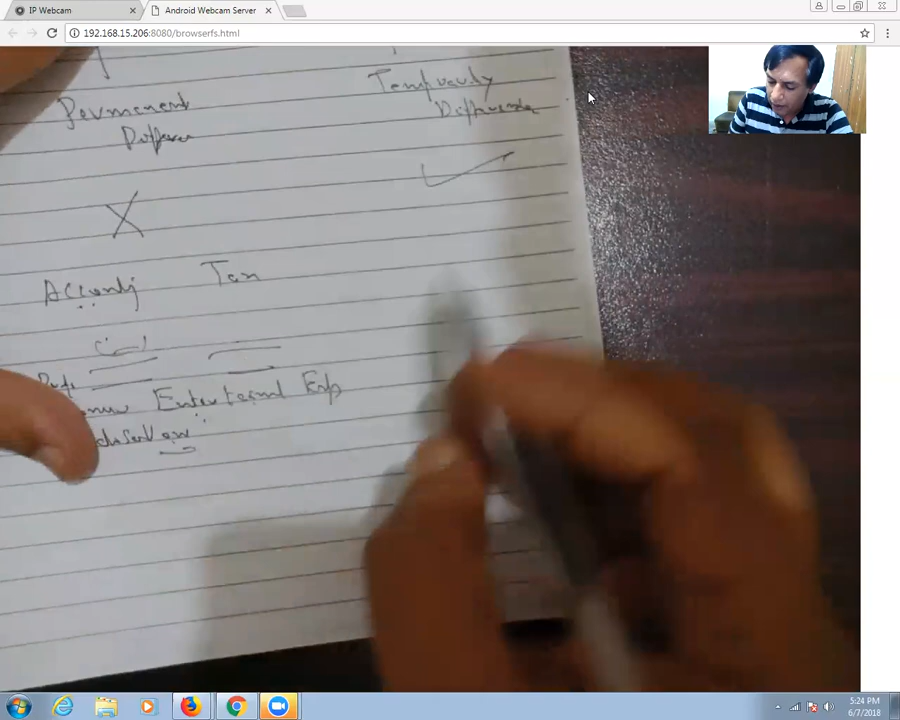 IP Webcam
Android Webcam Server
192.168.15.206:8080/browserfs.html
Permanent
Temporary
Difference
Difference
Accounting Tax
Entertainment Exp
5:24 PM
6/7/2018